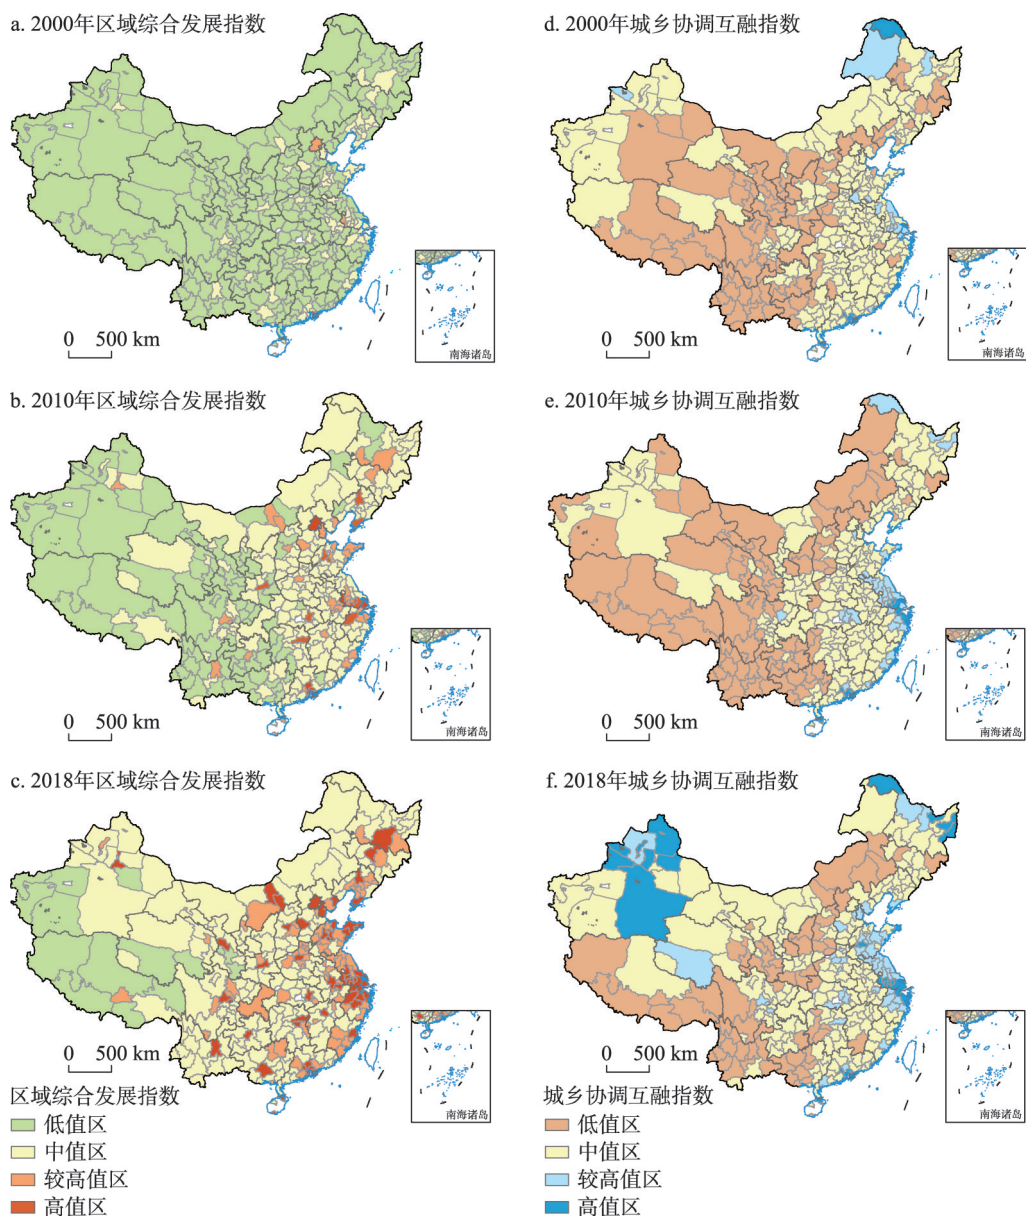 a. 2000年区域综合发展指数
d. 2000年城乡协调互融指数
0 500 km
南海诸岛
0 500 km
南海诸岛
b. 2010年区域综合发展指数
e. 2010年城乡协调互融指数
0 500 km
南海诸岛
0 500 km
南海诸岛
c. 2018年区域综合发展指数
f. 2018年城乡协调互融指数
0 500 km
南海诸岛
0 500 km
南海诸岛
区域综合发展指数
低值区
中值区
较高值区
高值区
城乡协调互融指数
低值区
中值区
较高值区
高值区